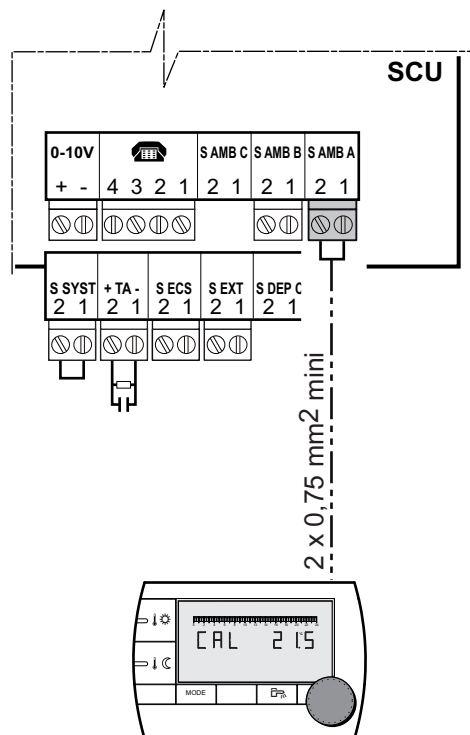 SCU
0-10V S AMB C S AMB B S AMB A
+ - 4 3 2 1 2 1 2 1 2 1
S SYST + TA - S ECS S EXT S DEP C
2 1 2 1 2 1 2 1 2 1
2 x 0,75 mm2 mini
CAL 21.5
MODE